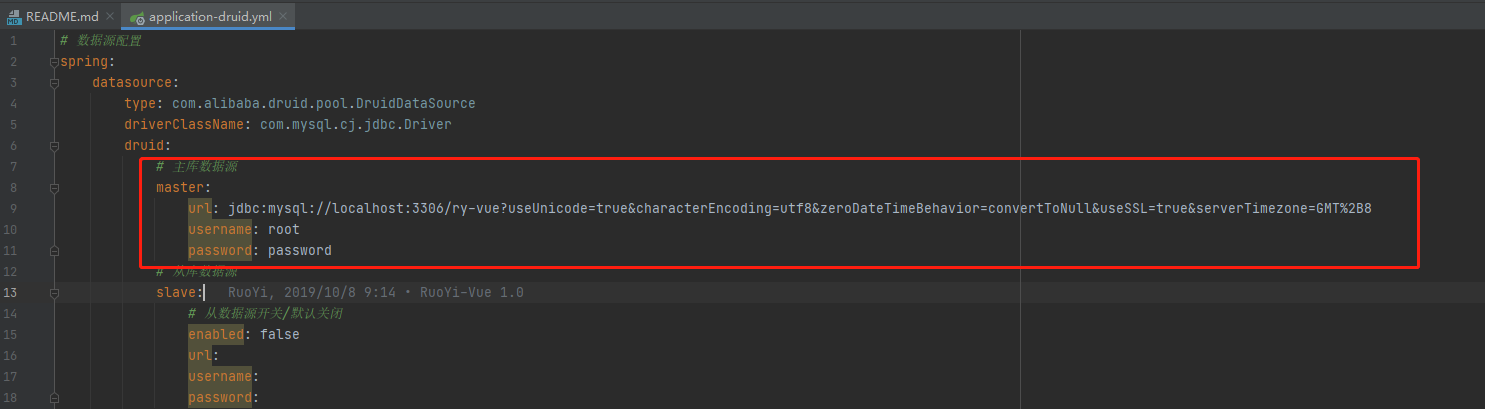 README.md × application-druid.yml ×
1 # 数据源配置
2 spring:
3 datasource:
4 type: com.alibaba.druid.pool.DruidDataSource
5 driverClassName: com.mysql.cj.jdbc.Driver
6 druid:
7 # 主库数据源
8 master:
9 url: jdbc:mysql://localhost:3306/ry-vue?useUnicode=true&characterEncoding=utf8&zeroDateTimeBehavior=convertToNull&useSSL=true&serverTimezone=GMT%2B8
10 username: root
11 password: password
12 # 从库数据源
13 slave: RuoYi, 2019/10/8 9:14 • RuoYi-Vue 1.0
14 # 从数据源开关/默认关闭
15 enabled: false
16 url:
17 username:
18 password: